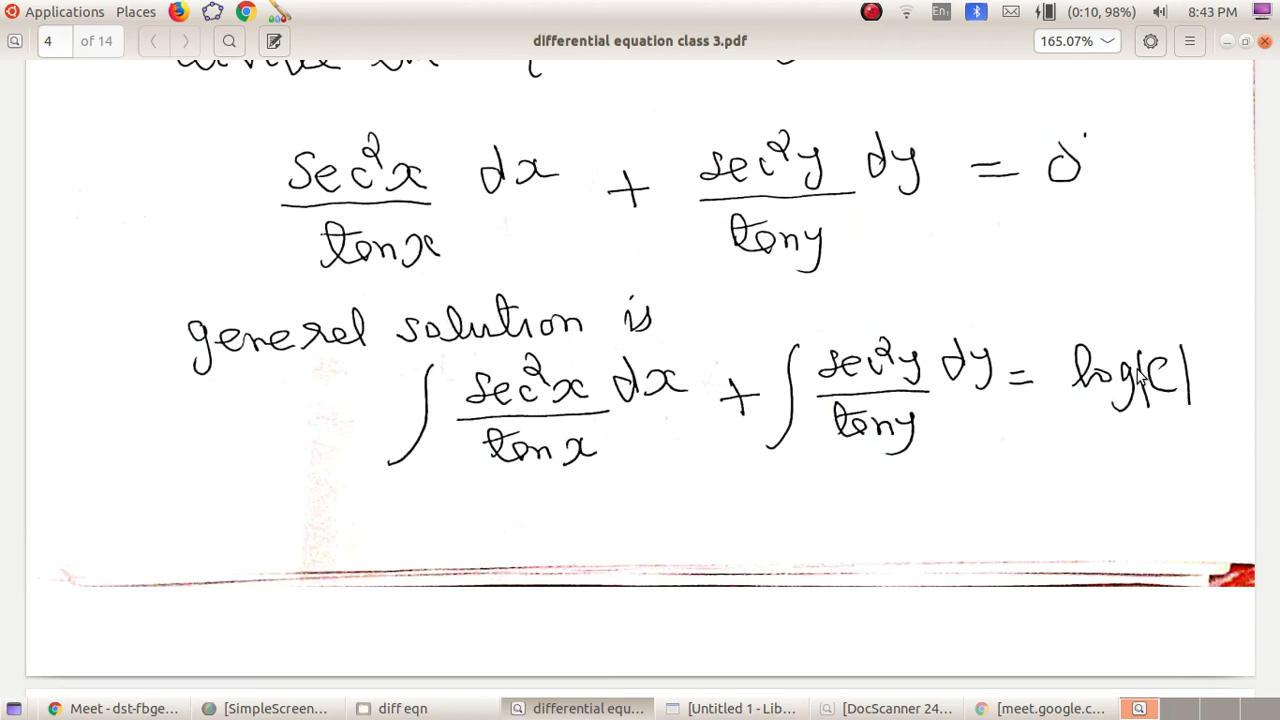 Applications Places En1 (0:10, 98%) 8:43 PM
4 of 14 differential equation class 3.pdf 165.07%
sec²x/tanx dx + sec²y/tany dy = 0
general solution is
∫ sec²x/tanx dx + ∫ sec²y/tany dy = log|c|
Meet - dst-fbge... [SimpleScreen... diff eqn differential equ... [Untitled 1 - Lib... [DocScanner 24... [meet.google.c...